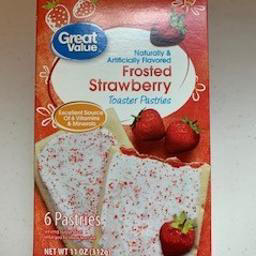 Great
Value
Naturally &
Artificially Flavored
Frosted
Strawberry
Toaster Pastries
Excellent Source
Of 6 Vitamins
& Minerals
6 Pastries
NET WT 11 OZ (312g)